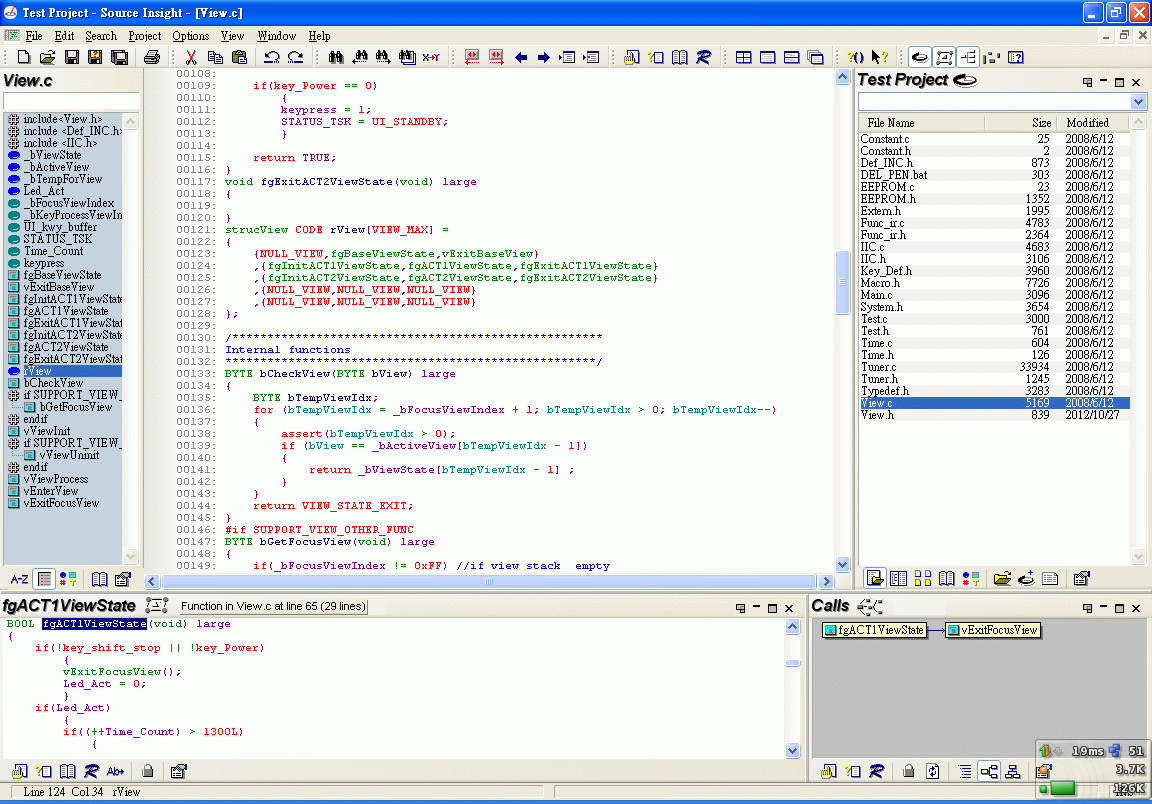 Test Project - Source Insight - [View.c]
File Edit Search Project Options View Window Help
View.c
include<View.h>
include <Def_INC.h>
include <IIC.h>
_bViewState
_bActiveView
_bTempForView
Led_Act
_bFocusViewIndex
_bKeyProcessViewIn
UI_kwy_buffer
STATUS_TSK
Time_Count
keypress
fgBaseViewState
vExitBaseView
fgInitACT1ViewState
fgACT1ViewState
fgExitACT1ViewStat
fgInitACT2ViewState
fgACT2ViewState
fgExitACT2ViewStat
rView
bCheckView
if SUPPORT_VIEW_
bGetFocusView
endif
vViewInit
if SUPPORT_VIEW_
vViewUninit
endif
vViewProcess
vEnterView
vExitFocusView
A-Z
00108:
00109: if(key_Power == 0)
00110: {
00111: keypress = 1;
00112: STATUS_TSK = UI_STANDBY;
00113: }
00114:
00115: return TRUE;
00116: }
00117: void fgExitACT2ViewState(void) large
00118: {
00119:
00120: }
00121: strucView CODE rView[VIEW_MAX] =
00122: {
00123: {NULL_VIEW,fgBaseViewState,vExitBaseView}
00124: ,{fgInitACT1ViewState,fgACT1ViewState,fgExitACT1ViewState}
00125: ,{fgInitACT2ViewState,fgACT2ViewState,fgExitACT2ViewState}
00126: ,{NULL_VIEW,NULL_VIEW,NULL_VIEW}
00127: ,{NULL_VIEW,NULL_VIEW,NULL_VIEW}
00128: };
00129:
00130: /****************************************************
00131: Internal functions
00132: ****************************************************/
00133: BYTE bCheckView(BYTE bView) large
00134: {
00135: BYTE bTempViewIdx;
00136: for (bTempViewIdx = _bFocusViewIndex + 1; bTempViewIdx > 0; bTempViewIdx--)
00137: {
00138: assert(bTempViewIdx > 0);
00139: if (bView == _bActiveView[bTempViewIdx - 1])
00140: {
00141: return _bViewState[bTempViewIdx - 1] ;
00142: }
00143: }
00144: return VIEW_STATE_EXIT;
00145: }
00146: #if SUPPORT_VIEW_OTHER_FUNC
00147: BYTE bGetFocusView(void) large
00148: {
00149: if(_bFocusViewIndex != 0xFF) //if view stack empty
Test Project
File Name Size Modified
Constant.c 25 2008/6/12
Constant.h 2 2008/6/12
Def_INC.h 873 2008/6/12
DEL_PEN.bat 303 2008/6/12
EEPROM.c 23 2008/6/12
EEPROM.h 1352 2008/6/12
Extern.h 1995 2008/6/12
Func_ir.c 4783 2008/6/12
Func_ir.h 2364 2008/6/12
IIC.c 4683 2008/6/12
IIC.h 3106 2008/6/12
Key_Def.h 3960 2008/6/12
Macro.h 7726 2008/6/12
Main.c 3096 2008/6/12
System.h 3654 2008/6/12
Test.c 3000 2008/6/12
Test.h 761 2008/6/12
Time.c 604 2008/6/12
Time.h 126 2008/6/12
Tuner.c 33934 2008/6/12
Tuner.h 1245 2008/6/12
Typedef.h 3283 2008/6/12
View.c 5169 2008/6/12
View.h 839 2012/10/27
fgACT1ViewState Function in View.c at line 65 (29 lines)
BOOL fgACT1ViewState(void) large
{
if(!key_shift_stop || !key_Power)
{
vExitFocusView();
Led_Act = 0;
}
if(Led_Act)
{
if((++Time_Count) > 1300L)
{
Ab
Calls
fgACT1ViewState vExitFocusView
19ms 51
3.7K
126K
Line 124 Col 34 rView